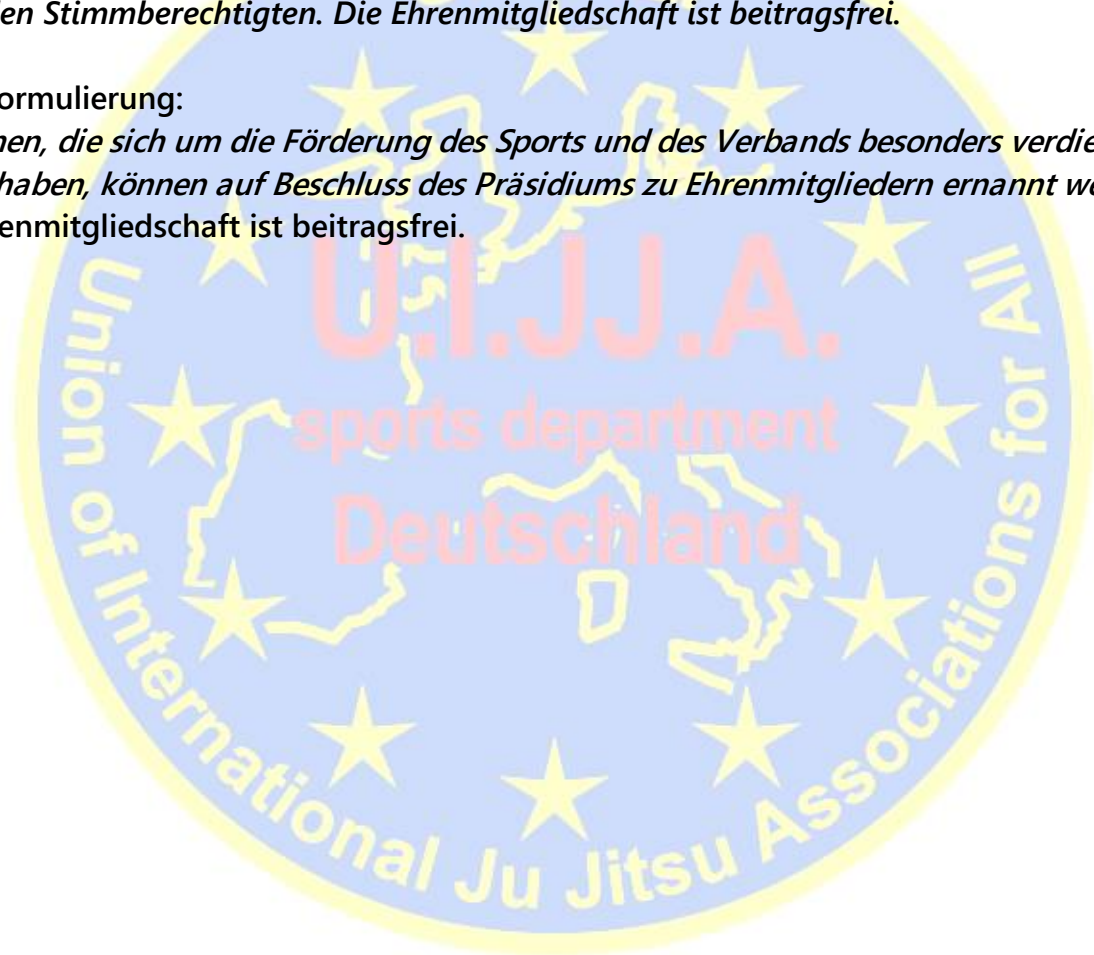 len Stimmberechtigten. Die Ehrenmitgliedschaft ist beitragsfrei.
ormulierung:
nen, die sich um die Förderung des Sports und des Verbands besonders verdie
haben, können auf Beschluss des Präsidiums zu Ehrenmitgliedern ernannt we
enmitgliedschaft ist beitragsfrei.
U.I.JJ.A.
sports department
Deutschland
Union of International Ju Jitsu Associations for All